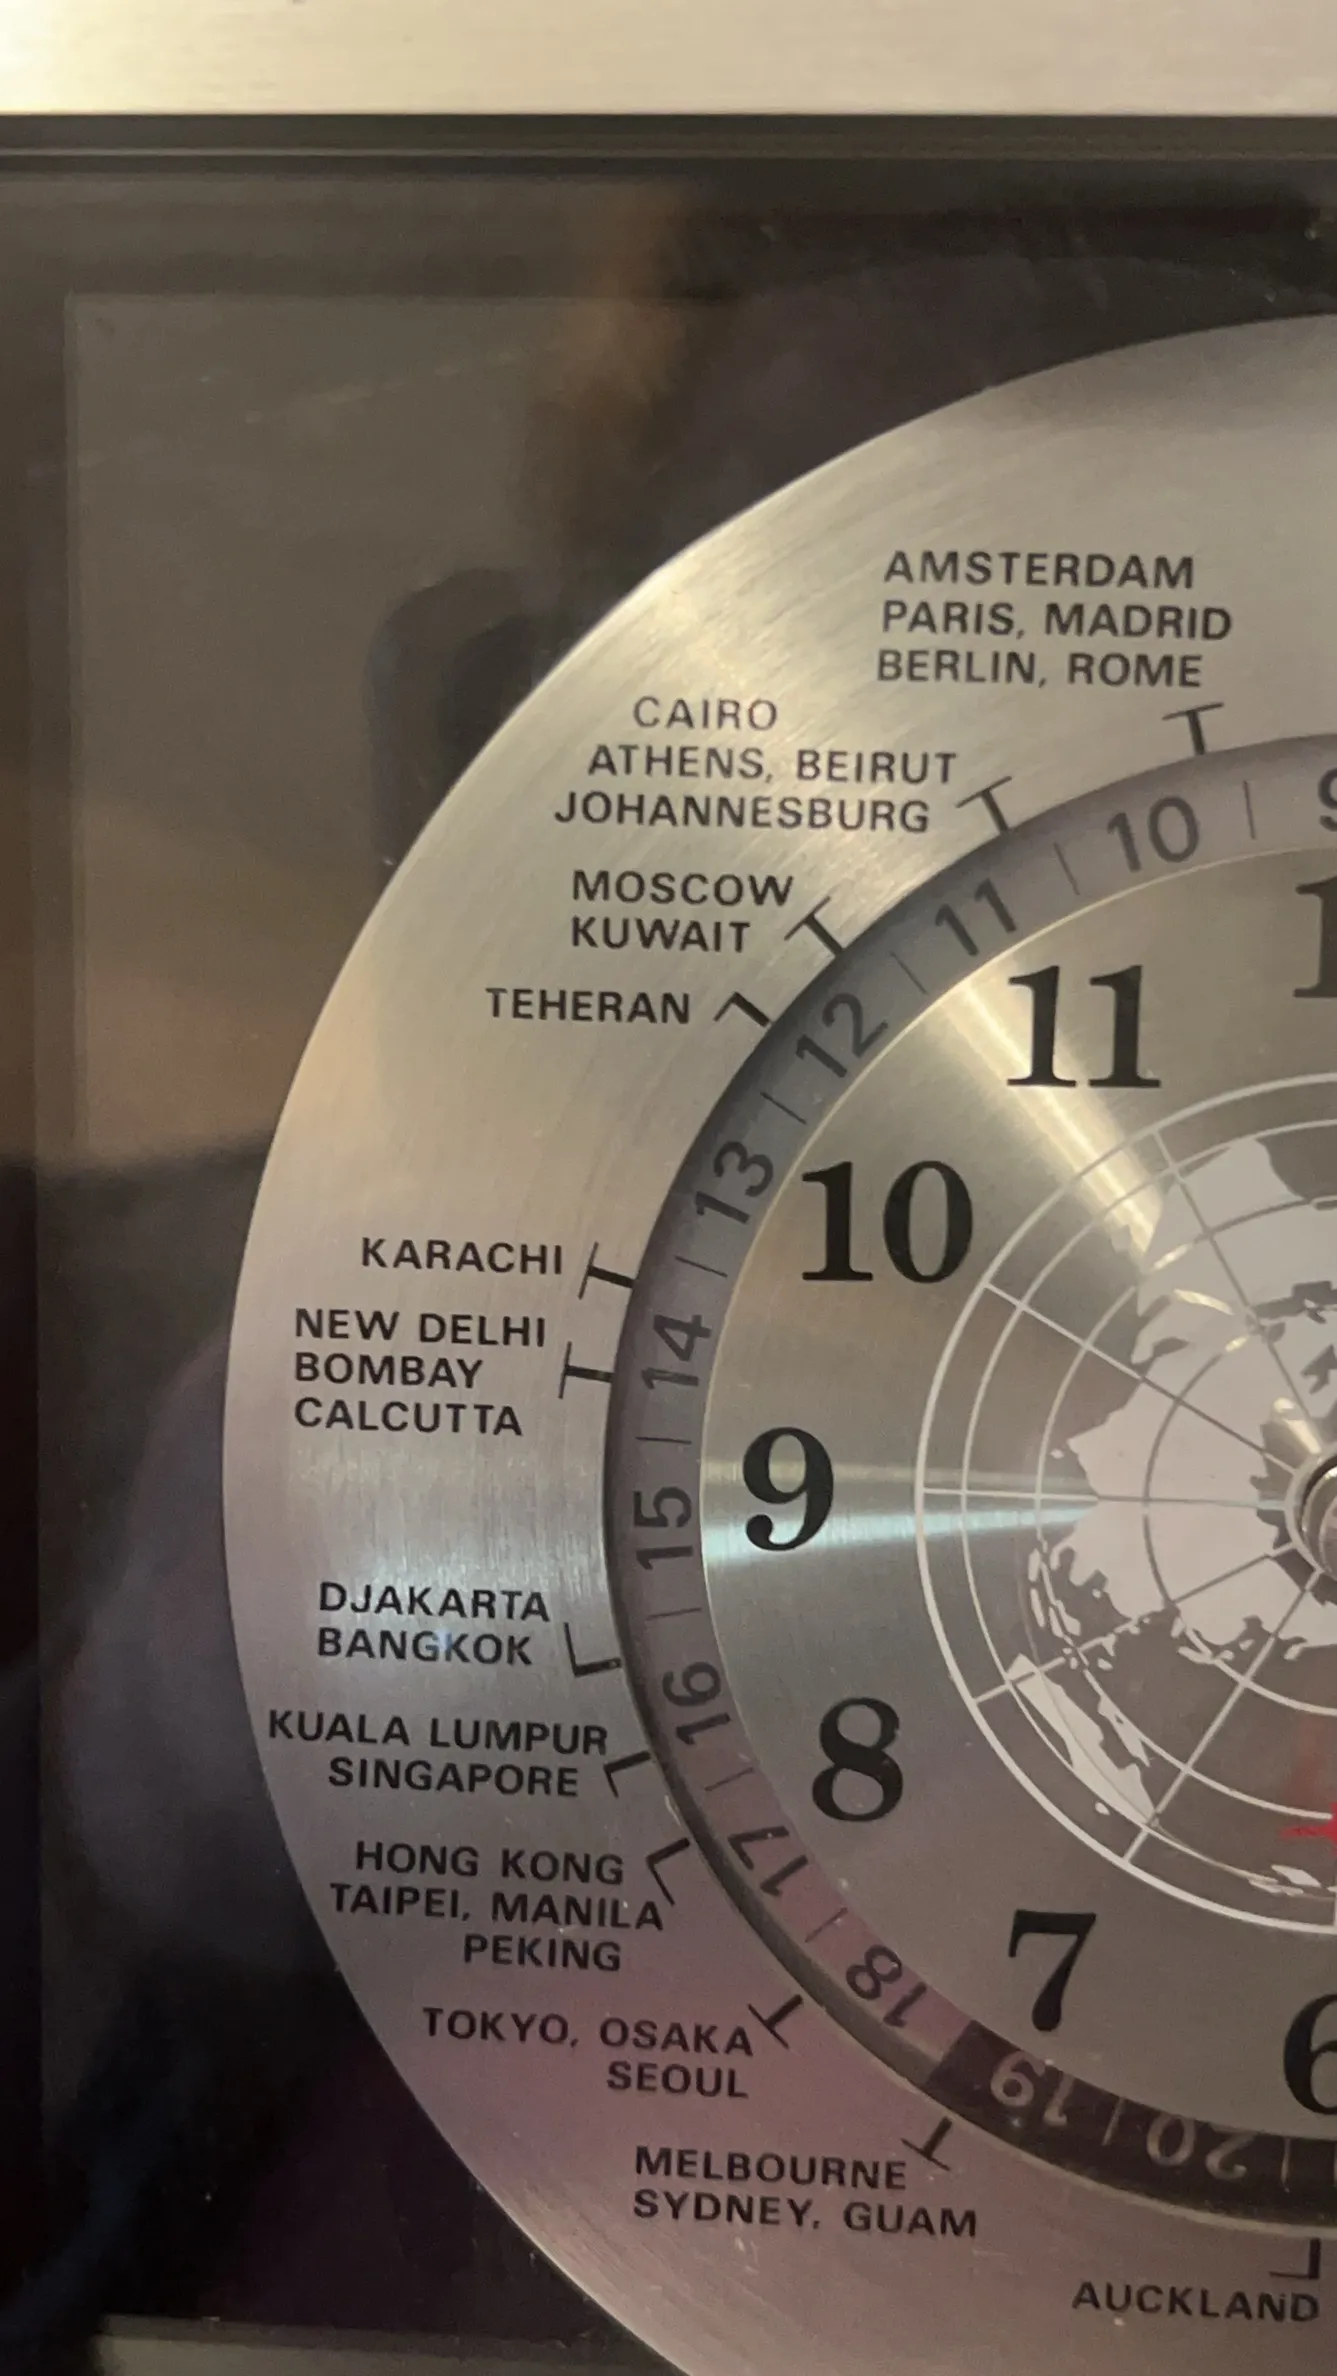 AMSTERDAM
PARIS, MADRID
BERLIN, ROME
CAIRO
ATHENS, BEIRUT
JOHANNESBURG
MOSCOW
KUWAIT
TEHERAN
KARACHI
NEW DELHI
BOMBAY
CALCUTTA
DJAKARTA
BANGKOK
KUALA LUMPUR
SINGAPORE
HONG KONG
TAIPEI, MANILA
PEKING
TOKYO, OSAKA
SEOUL
MELBOURNE
SYDNEY, GUAM
AUCKLAND
9
10
11
12
13
14
15
16
17
18
19
20
11
10
9
8
7
6